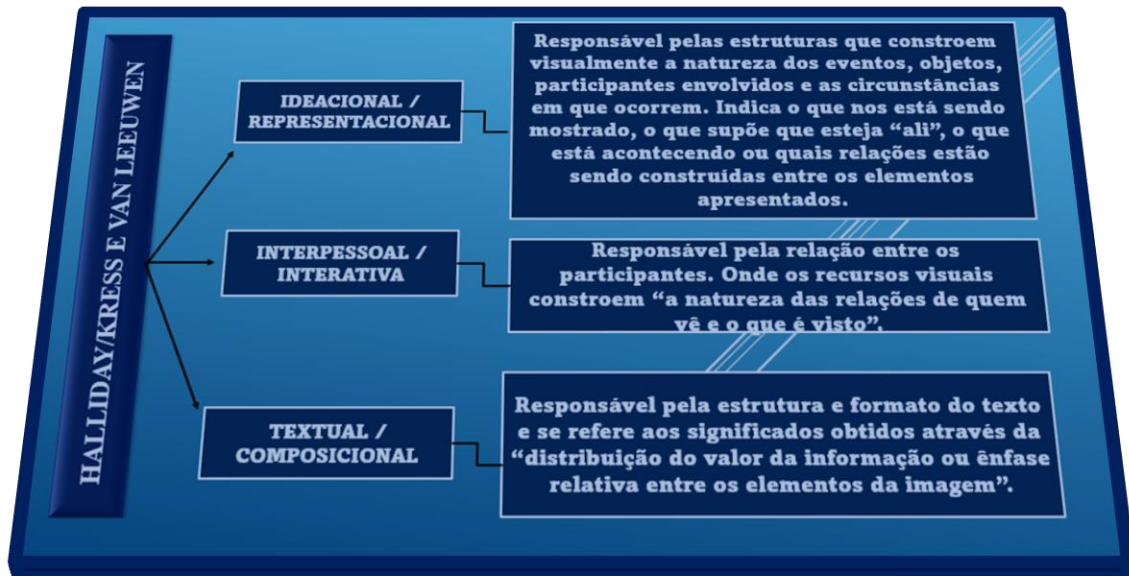 HALLIDAY/KRESS E VAN LEEUWEN
IDEACIONAL /
REPRESENTACIONAL
Responsável pelas estruturas que constroem
visualmente a natureza dos eventos, objetos,
participantes envolvidos e as circunstâncias
em que ocorrem. Indica o que nos está sendo
mostrado, o que supõe que esteja “ali”, o que
está acontecendo ou quais relações estão
sendo construídas entre os elementos
apresentados.
INTERPESSOAL /
INTERATIVA
Responsável pela relação entre os
participantes. Onde os recursos visuais
constroem “a natureza das relações de quem
vê e o que é visto”.
TEXTUAL /
COMPOSICIONAL
Responsável pela estrutura e formato do texto
e se refere aos significados obtidos através da
“distribuição do valor da informação ou ênfase
relativa entre os elementos da imagem”.